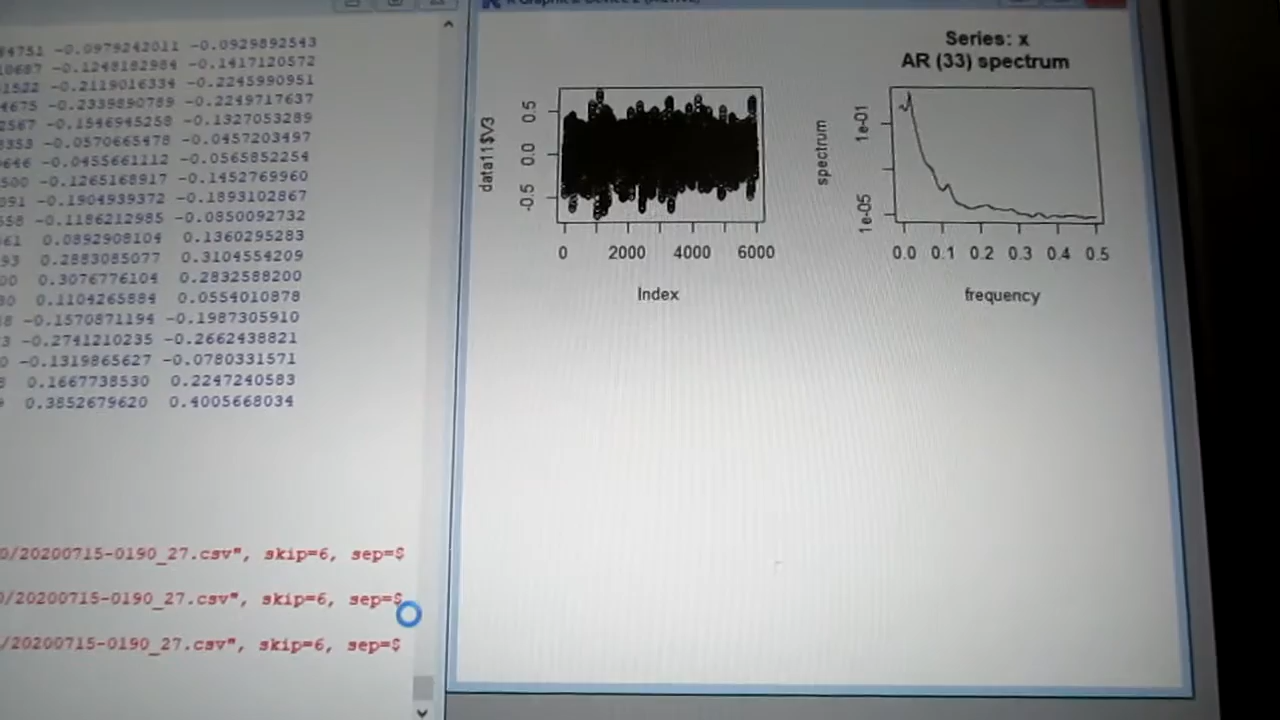 -0.0979242011 -0.0929892543
-0.1248182984 -0.1417120572
-0.2119016334 -0.2245990951
-0.2339890789 -0.2249717637
-0.1546945258 -0.1327053289
-0.0570665478 -0.0457203497
-0.0455661112 -0.0565852254
-0.1265168917 -0.1452769960
-0.1904939372 -0.1893102867
-0.1186212985 -0.0850092732
0.0892908104 0.1360295283
0.2883085077 0.3104554209
0.3076776104 0.2832588200
0.1104265884 0.0554010878
-0.1570871194 -0.1987305910
-0.2741210235 -0.2662438821
-0.1319865627 -0.0780331571
0.1667738530 0.2247240583
0.3852679620 0.4005668034
0/20200715-0190_27.csv", skip=6, sep=$
0/20200715-0190_27.csv", skip=6, sep=$
/20200715-0190_27.csv", skip=6, sep=$
data11$V3
0.5
0.0
-0.5
0 2000 4000 6000
Index
Series: x
AR (33) spectrum
spectrum
1e-01
1e-05
0.0 0.1 0.2 0.3 0.4 0.5
frequency